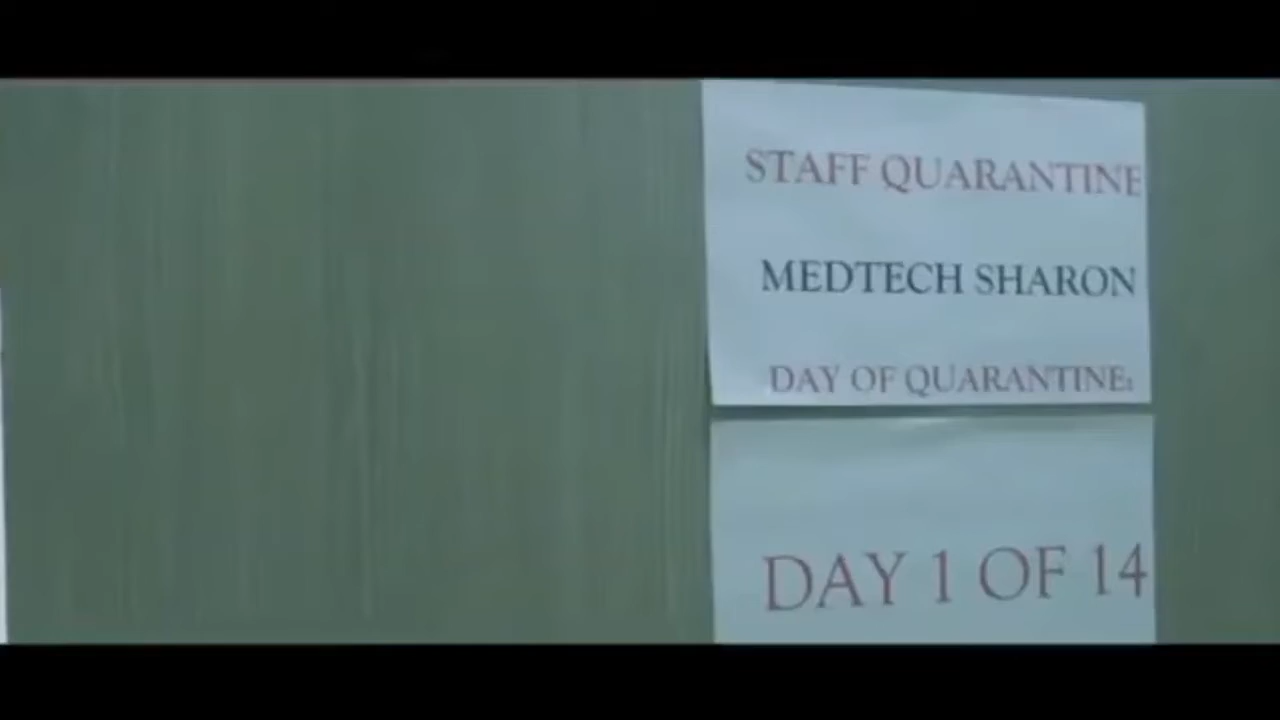 STAFF QUARANTINE
MEDTECH SHARON
DAY OF QUARANTINE:
DAY 1 OF 14